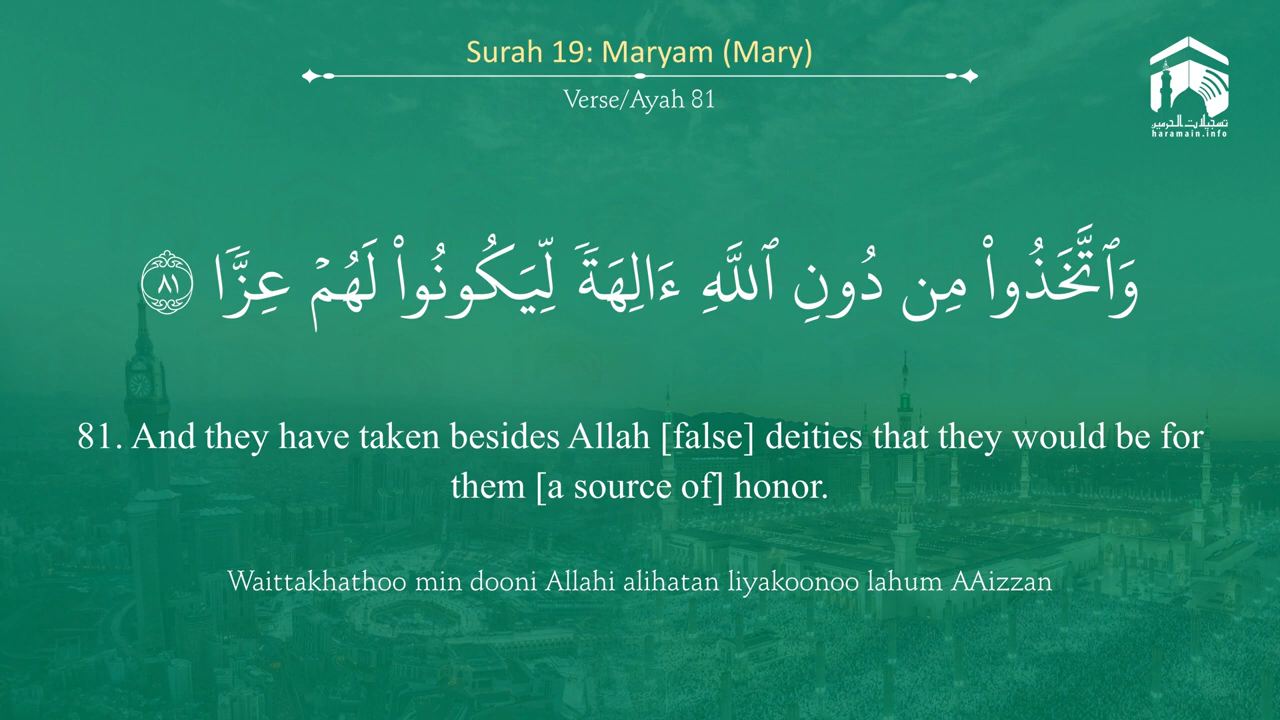 Surah 19: Maryam (Mary)
Verse/Ayah 81
تسجيلات الحرمين
haramain.info
وَٱتَّخَذُوا۟ مِن دُونِ ٱللَّهِ ءَالِهَةً لِّيَكُونُوا۟ لَهُمْ عِزًّا ٨١
81. And they have taken besides Allah [false] deities that they would be for
them [a source of] honor.
Waittakhathoo min dooni Allahi alihatan liyakoonoo lahum AAizzan